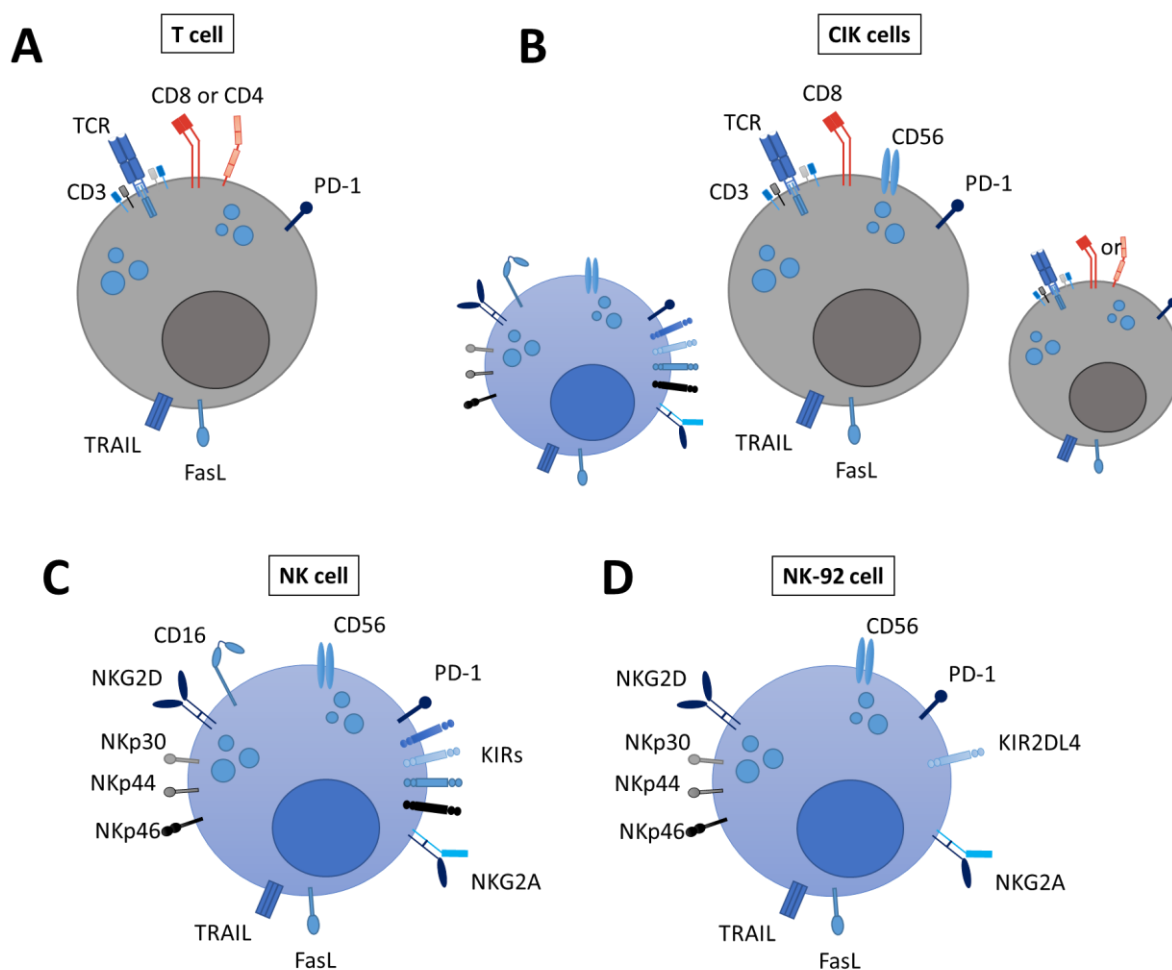 A
T cell
CD8 or CD4
TCR
CD3
PD-1
TRAIL
FasL
B
CIK cells
CD8
TCR
CD56
CD3
PD-1
or
TRAIL
FasL
C
NK cell
CD16
CD56
NKG2D
PD-1
NKp30
KIRs
NKp44
NKp46
NKG2A
TRAIL
FasL
D
NK-92 cell
CD56
NKG2D
PD-1
NKp30
KIR2DL4
NKp44
NKp46
NKG2A
TRAIL
FasL